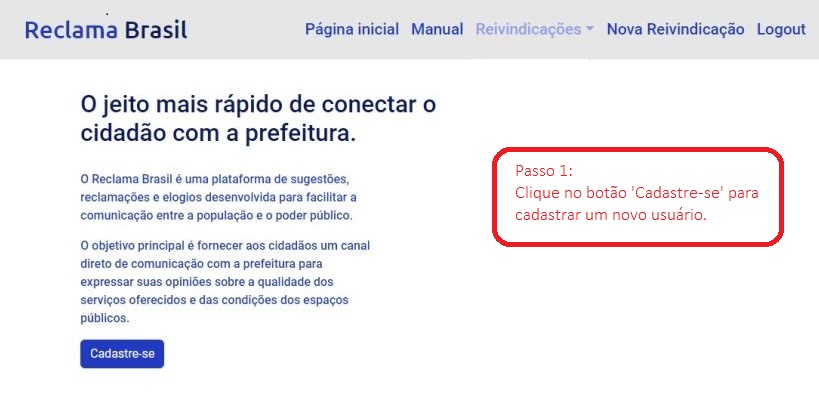 Reclama Brasil
Página inicial Manual Reivindicações Nova Reivindicação Logout
O jeito mais rápido de conectar o
cidadão com a prefeitura.
O Reclama Brasil é uma plataforma de sugestões,
reclamações e elogios desenvolvida para facilitar a
comunicação entre a população e o poder público.
O objetivo principal é fornecer aos cidadãos um canal
direto de comunicação com a prefeitura para
expressar suas opiniões sobre a qualidade dos
serviços oferecidos e das condições dos espaços
públicos.
Cadastre-se
Passo 1:
Clique no botão 'Cadastre-se' para
cadastrar um novo usuário.